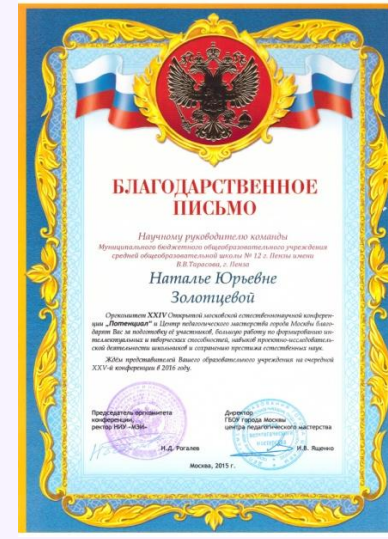 БЛАГОДАРСТВЕННОЕ
ПИСЬМО
Научному руководителю команды
Муниципального бюджетного общеобразовательного учреждения
средней общеобразовательной школы № 12 г. Пензы имени
В.В.Тарасова, г. Пенза
Наталье Юрьевне
Золотцевой
Оргкомитет XXIV Открытой московской естественнонаучной конферен-
ции „Потенциал“ и Центр педагогического мастерства города Москвы благо-
дарят Вас за подготовку её участников, большую работу по формированию ин-
теллектуальных и творческих способностей, навыков проектно-исследователь-
ской деятельности школьников и сохранению престижа естественных наук.
Ждём представителей Вашего образовательного учреждения на очередной
XXV-й конференции в 2016 году.
Председатель оргкомитета
конференции,
ректор НИУ «МЭИ»
Н.Д. Рогалев
Директор
ГБОУ города Москвы
центра педагогического мастерства
И.В. Ященко
Москва, 2015 г.